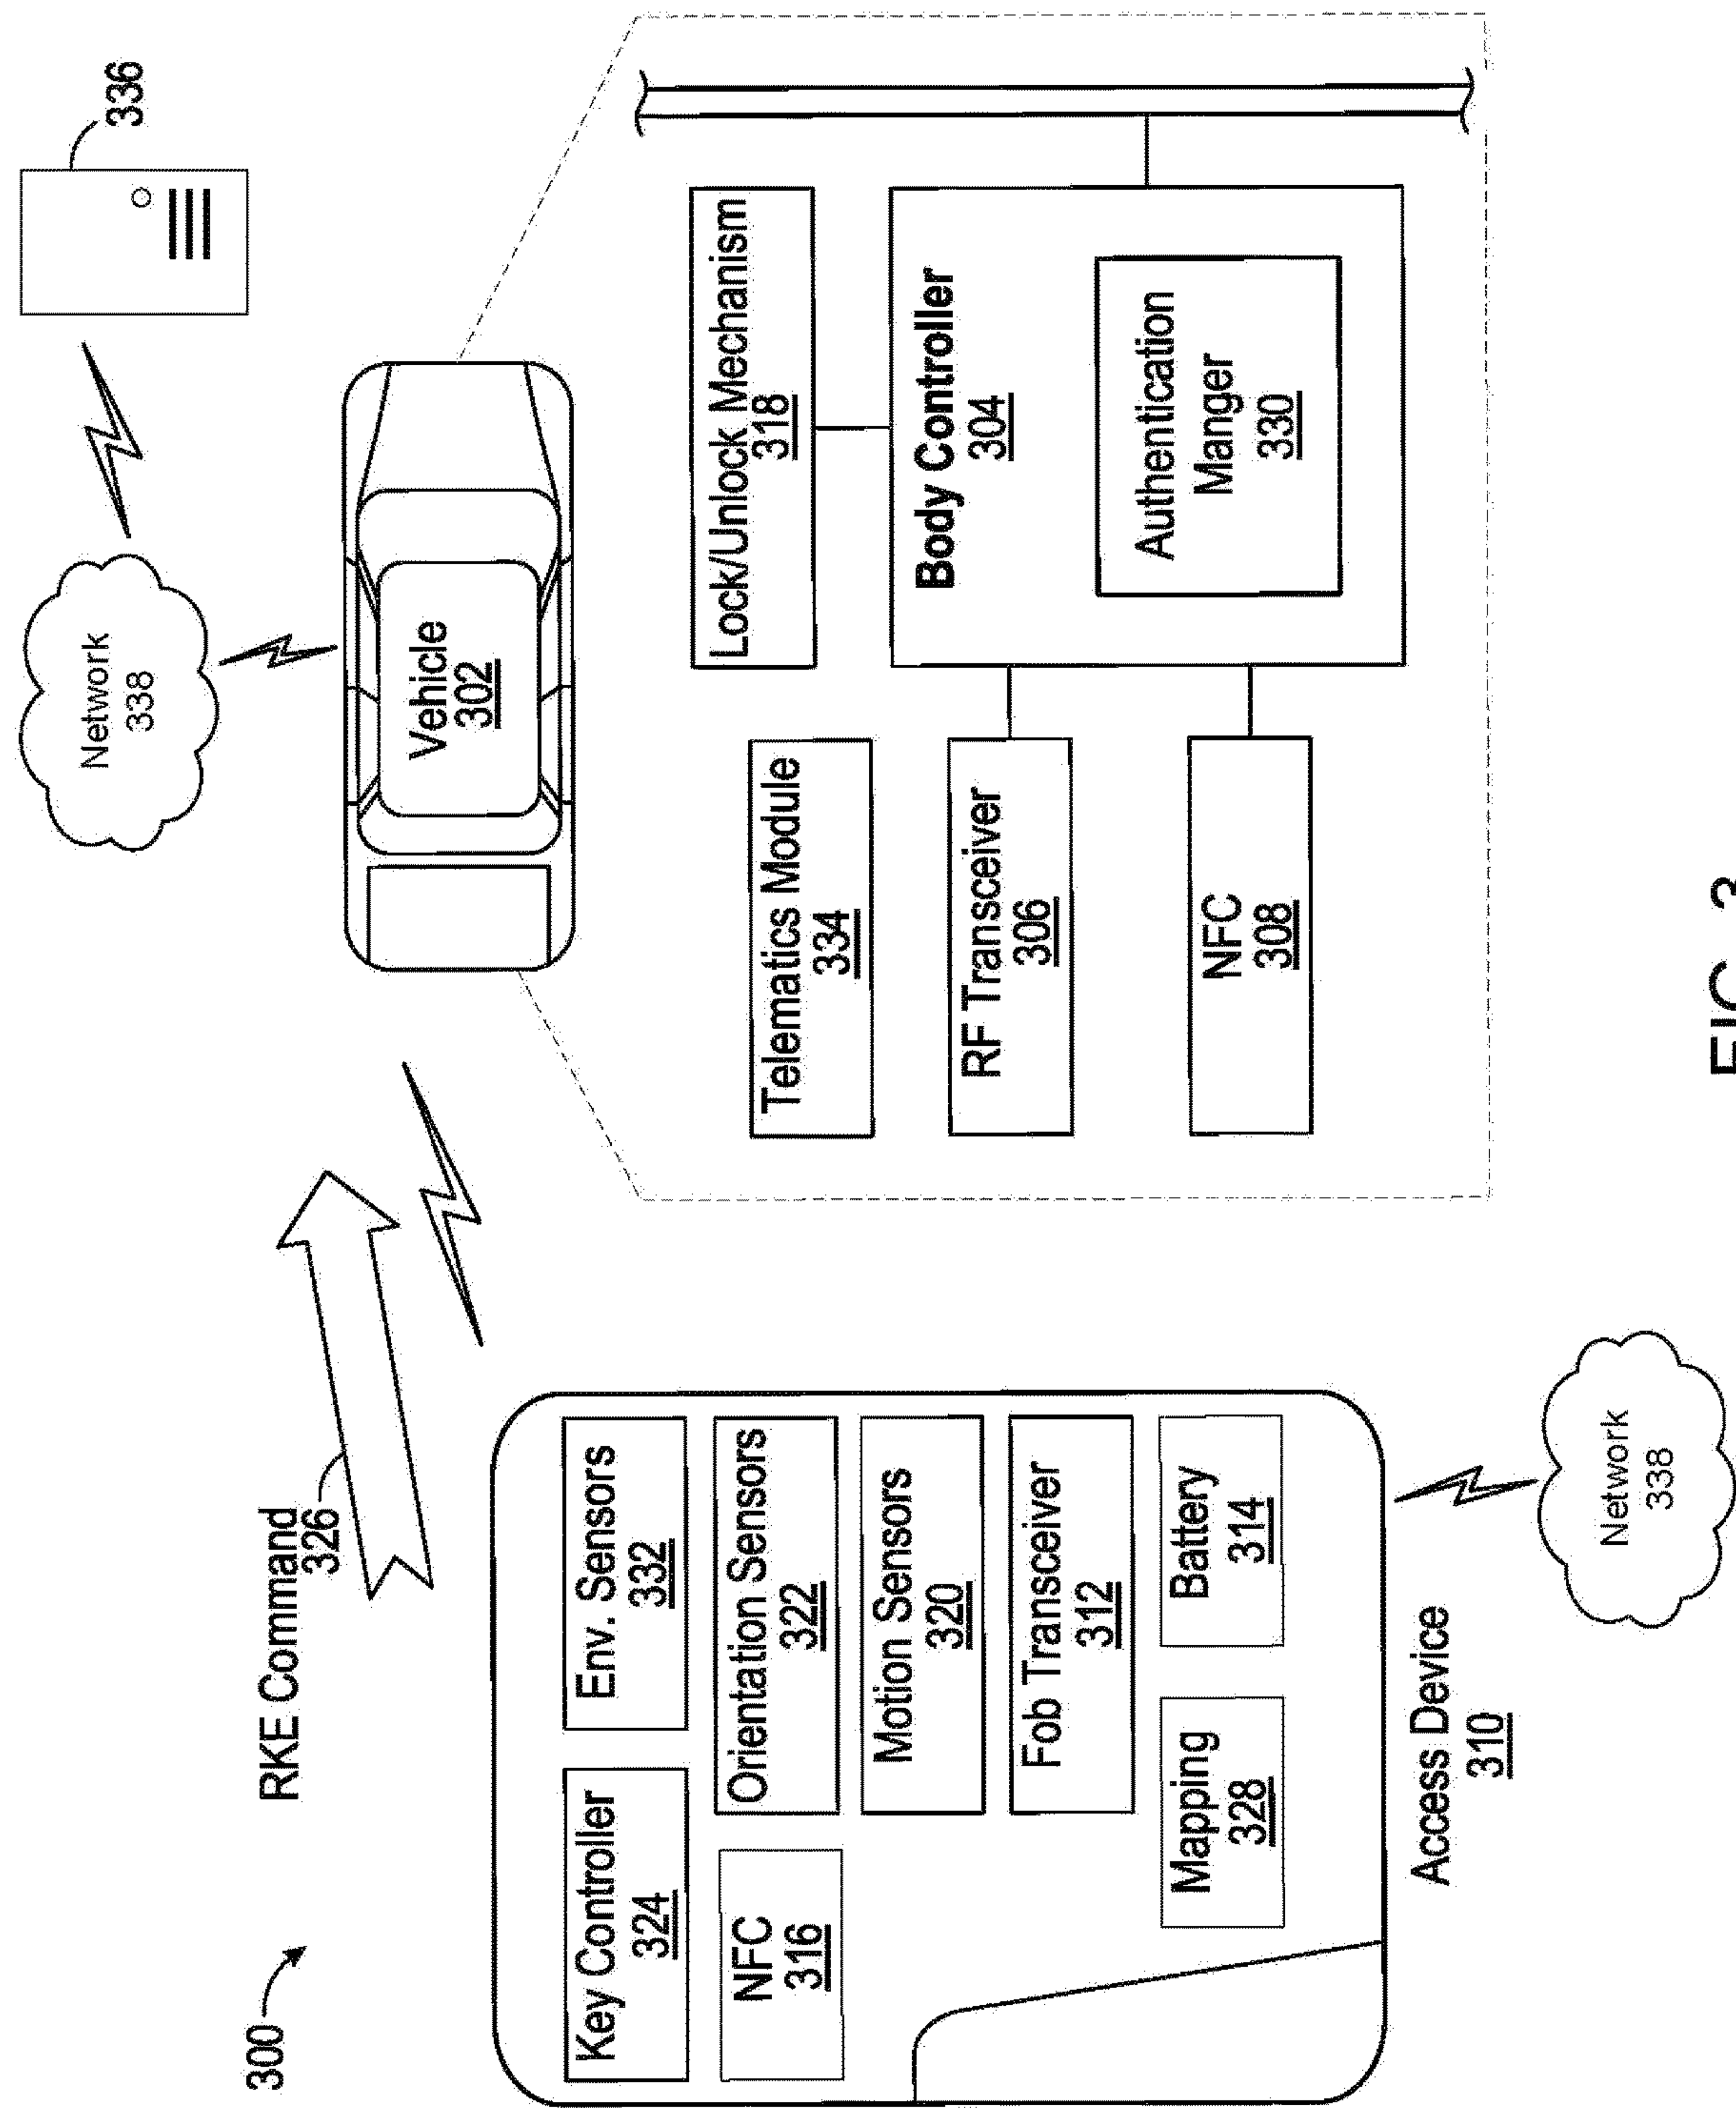 300
RKE Command
326
Network
338
336
Vehicle
302
Key Controller
324
Env. Sensors
332
NFC
316
Orientation Sensors
322
Motion Sensors
320
Fob Transceiver
312
Mapping
328
Battery
314
Access Device
310
Network
338
Telematics Module
334
RF Transceiver
306
NFC
308
Lock/Unlock Mechanism
318
Body Controller
304
Authentication
Manger
330
FIG. 3